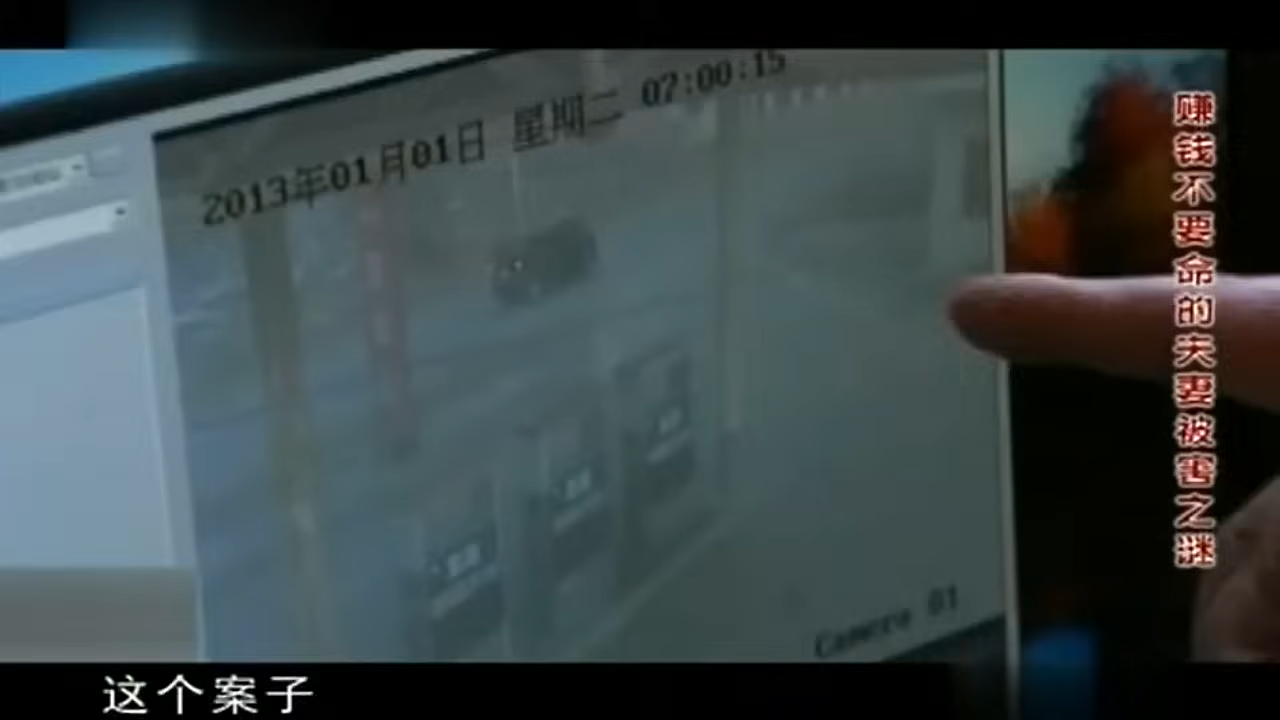 2013年01月01日 星期二 07:00:15
赚钱不要命的夫妻被害之谜
Camera 01
这个案子